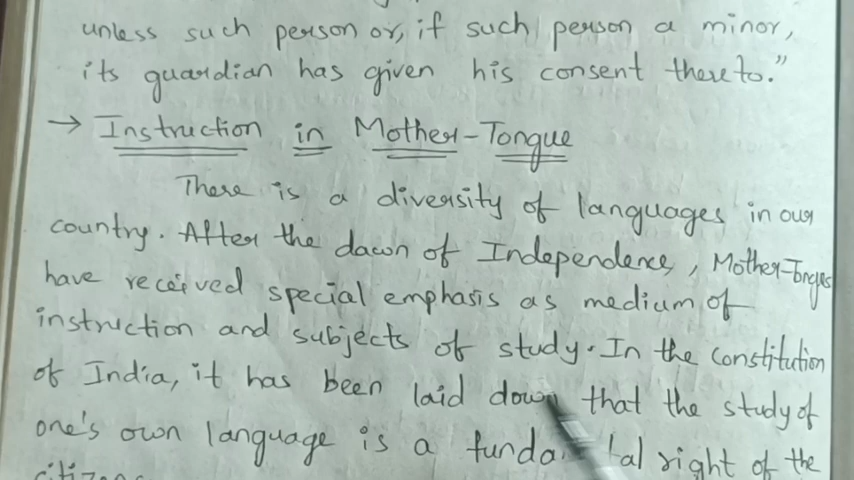 unless such person or, if such person a minor,
its guardian has given his consent thereto."
→ Instruction in Mother-Tongue
There is a diversity of languages in our
country. After the dawn of Independence, Mother-Tongues
have received special emphasis as medium of
instruction and subjects of study. In the constitution
of India, it has been laid down that the study of
one's own language is a right of the